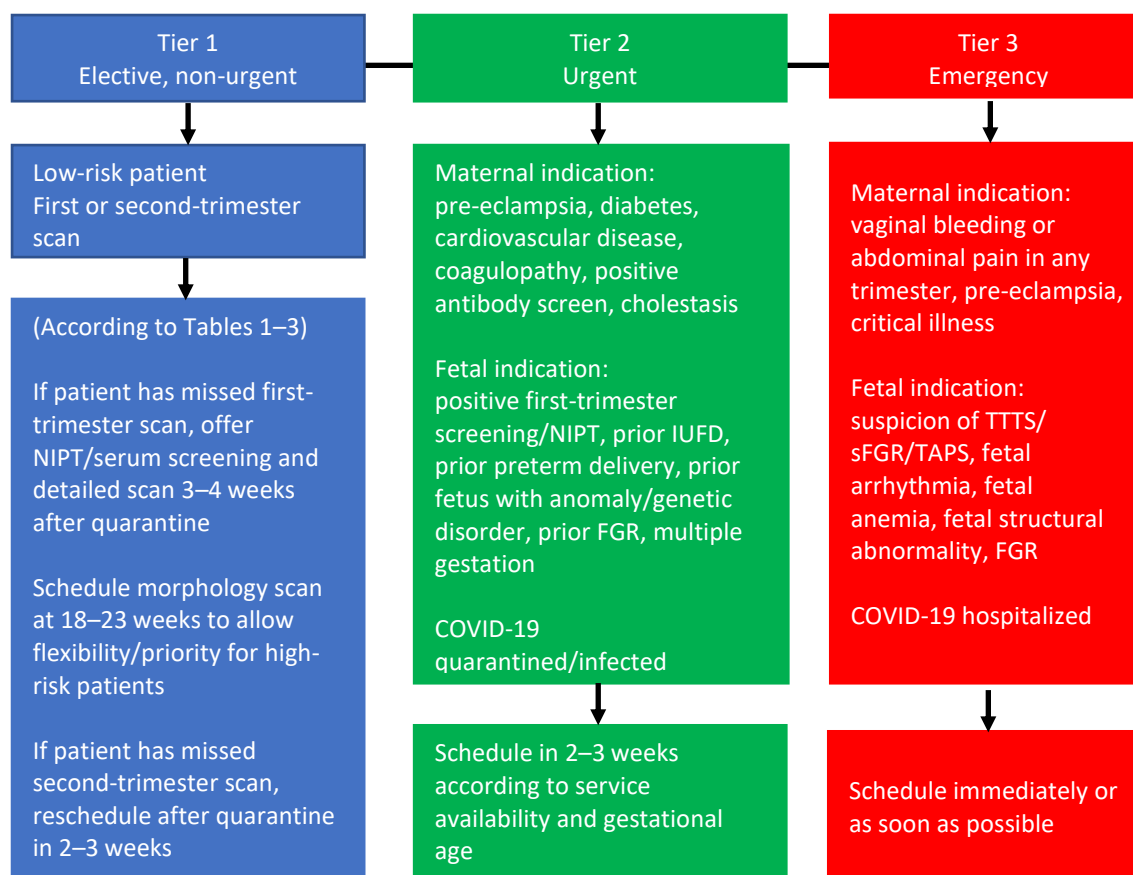 Tier 1
Elective, non-urgent
Tier 2
Urgent
Tier 3
Emergency
Low-risk patient
First or second-trimester
scan
(According to Tables 1–3)
If patient has missed first-
trimester scan, offer
NIPT/serum screening and
detailed scan 3–4 weeks
after quarantine
Schedule morphology scan
at 18–23 weeks to allow
flexibility/priority for high-
risk patients
If patient has missed
second-trimester scan,
reschedule after quarantine
in 2–3 weeks
Maternal indication:
pre-eclampsia, diabetes,
cardiovascular disease,
coagulopathy, positive
antibody screen, cholestasis
Fetal indication:
positive first-trimester
screening/NIPT, prior IUFD,
prior preterm delivery, prior
fetus with anomaly/genetic
disorder, prior FGR, multiple
gestation
COVID-19
quarantined/infected
Schedule in 2–3 weeks
according to service
availability and gestational
age
Maternal indication:
vaginal bleeding or
abdominal pain in any
trimester, pre-eclampsia,
critical illness
Fetal indication:
suspicion of TTTS/
sFGR/TAPS, fetal
arrhythmia, fetal
anemia, fetal structural
abnormality, FGR
COVID-19 hospitalized
Schedule immediately or
as soon as possible